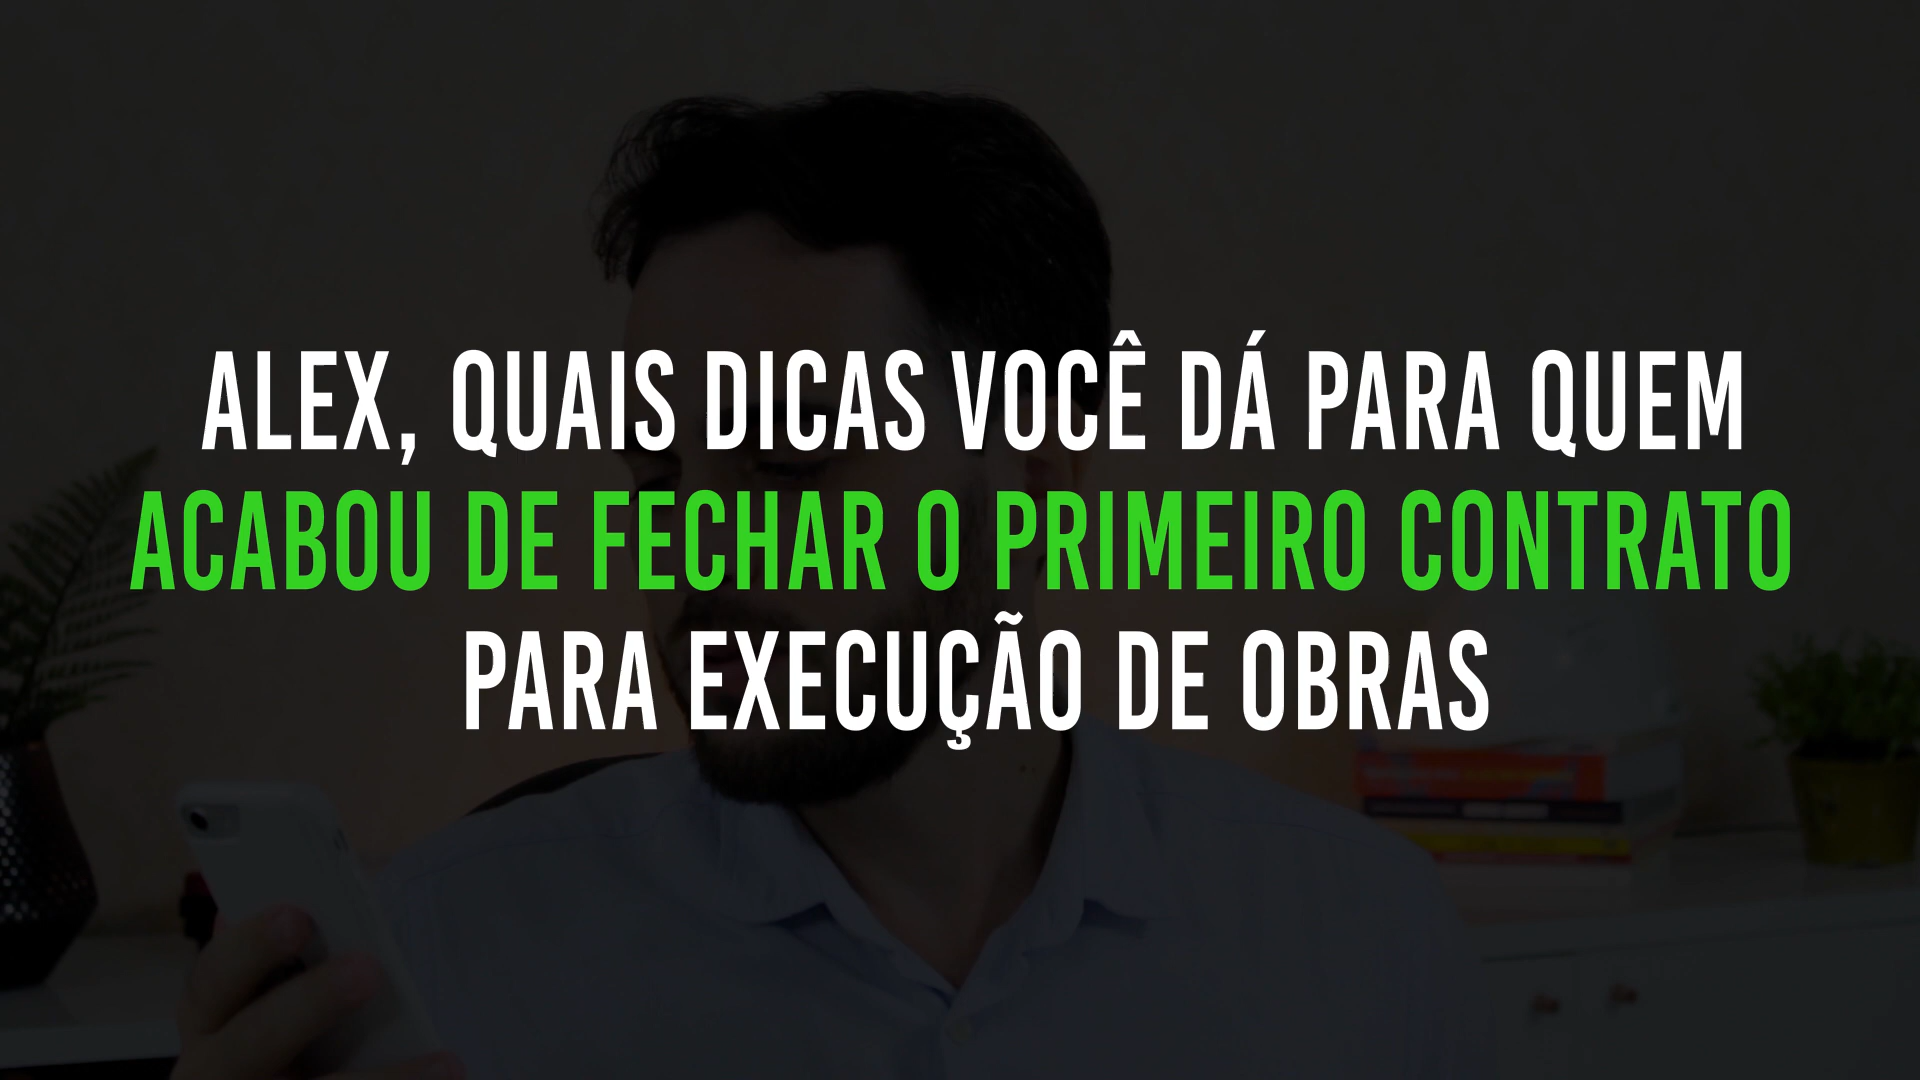 ALEX, QUAIS DICAS VOCÊ DÁ PARA QUEM
ACABOU DE FECHAR O PRIMEIRO CONTRATO
PARA EXECUÇÃO DE OBRAS